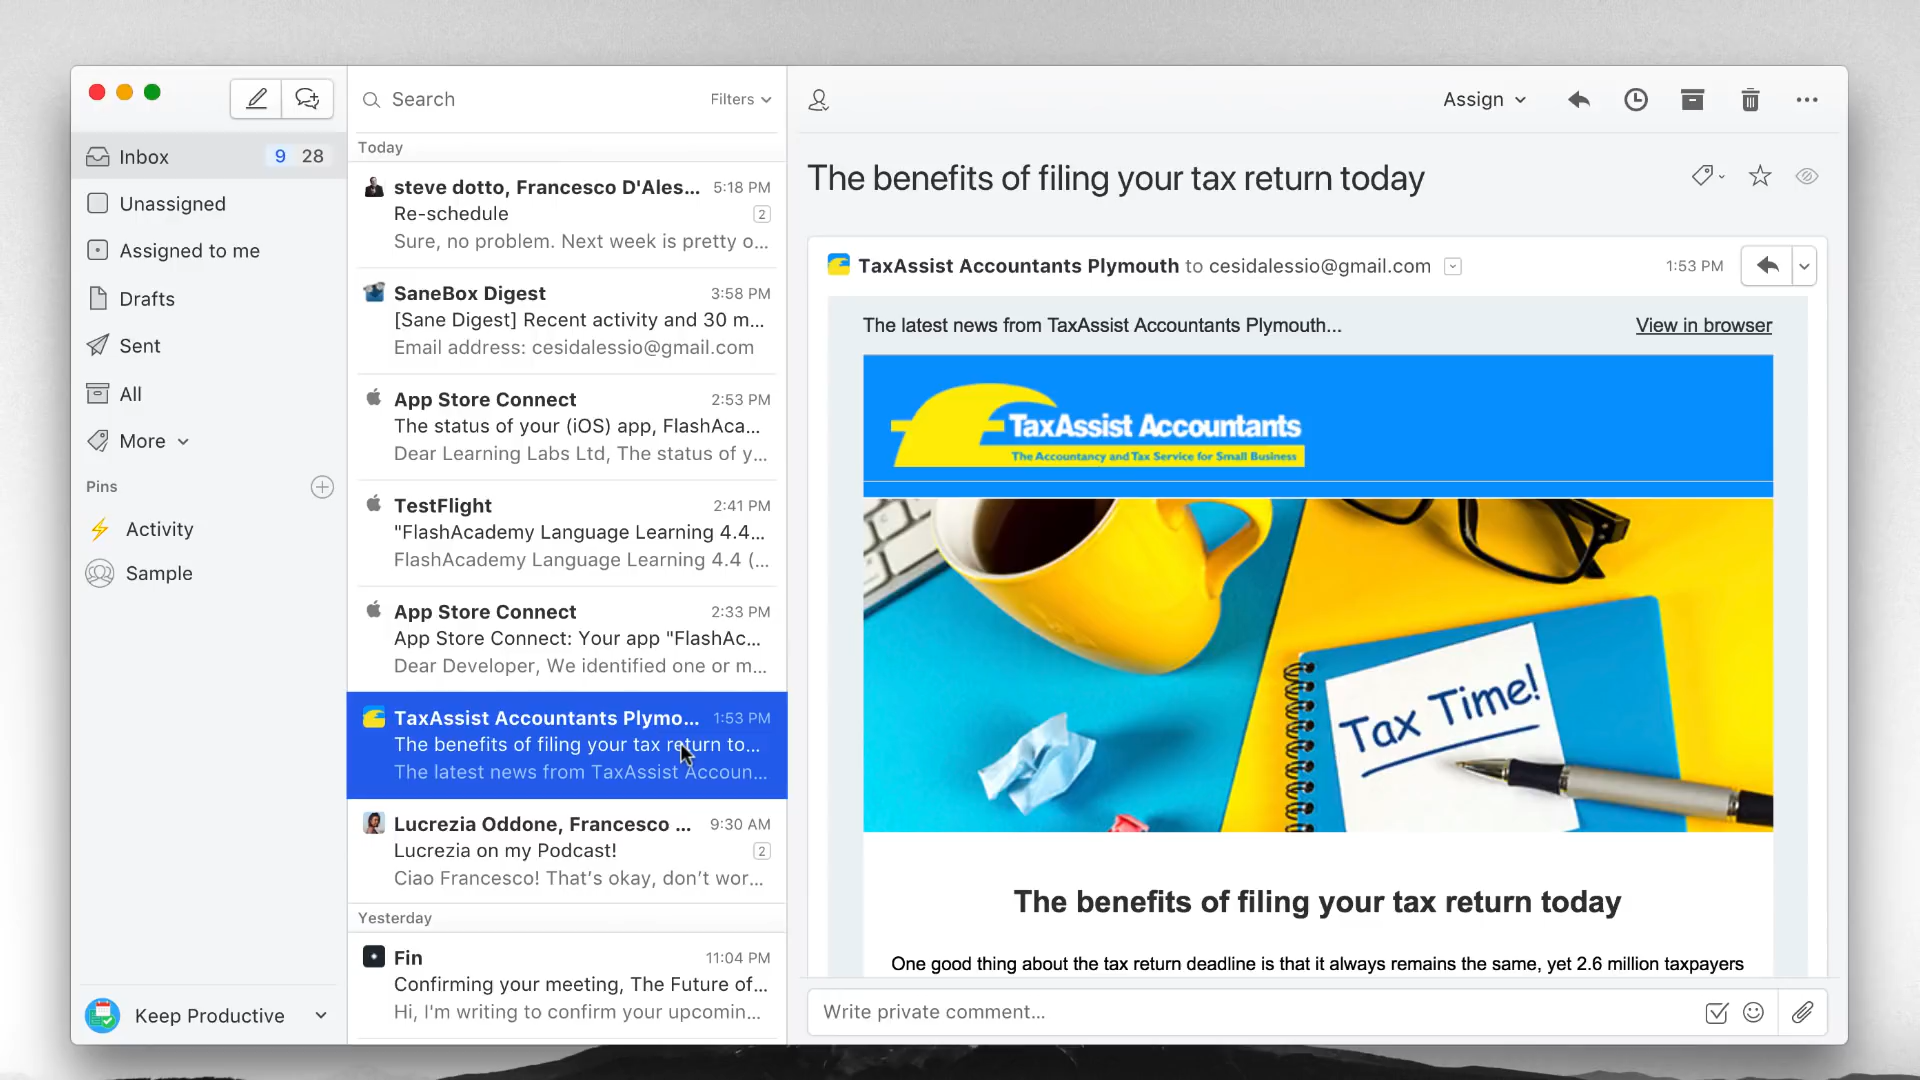 Inbox 9 28
Unassigned
Assigned to me
Drafts
Sent
All
More
Pins
Activity
Sample
Keep Productive
Search
Filters
Today
steve dotto, Francesco D'Ales... 5:18 PM
Re-schedule 2
Sure, no problem. Next week is pretty o...
SaneBox Digest 3:58 PM
[Sane Digest] Recent activity and 30 m...
Email address: cesidalessio@gmail.com
App Store Connect 2:53 PM
The status of your (iOS) app, FlashAca...
Dear Learning Labs Ltd, The status of y...
TestFlight 2:41 PM
"FlashAcademy Language Learning 4.4...
FlashAcademy Language Learning 4.4 (...
App Store Connect 2:33 PM
App Store Connect: Your app "FlashAc...
Dear Developer, We identified one or m...
TaxAssist Accountants Plymo... 1:53 PM
The benefits of filing your tax return to...
The latest news from TaxAssist Accoun...
Lucrezia Oddone, Francesco ... 9:30 AM
Lucrezia on my Podcast! 2
Ciao Francesco! That's okay, don't wor...
Yesterday
Fin 11:04 PM
Confirming your meeting, The Future of...
Hi, I'm writing to confirm your upcomin...
Assign
The benefits of filing your tax return today
TaxAssist Accountants Plymouth to cesidalessio@gmail.com 1:53 PM
The latest news from TaxAssist Accountants Plymouth... View in browser
TaxAssist Accountants
The Accountancy and Tax Service for Small Business
Tax Time!
The benefits of filing your tax return today
One good thing about the tax return deadline is that it always remains the same, yet 2.6 million taxpayers
Write private comment...